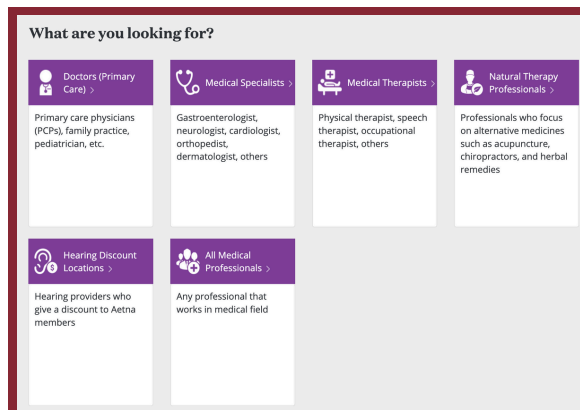 What are you looking for?
Doctors (Primary
Care) >
Primary care physicians
(PCPs), family practice,
pediatrician, etc.
Medical Specialists >
Gastroenterologist,
neurologist, cardiologist,
orthopedist,
dermatologist, others
Medical Therapists >
Physical therapist, speech
therapist, occupational
therapist, others
Natural Therapy
Professionals >
Professionals who focus
on alternative medicines
such as acupuncture,
chiropractors, and herbal
remedies
Hearing Discount
Locations >
Hearing providers who
give a discount to Aetna
members
All Medical
Professionals >
Any professional that
works in medical field